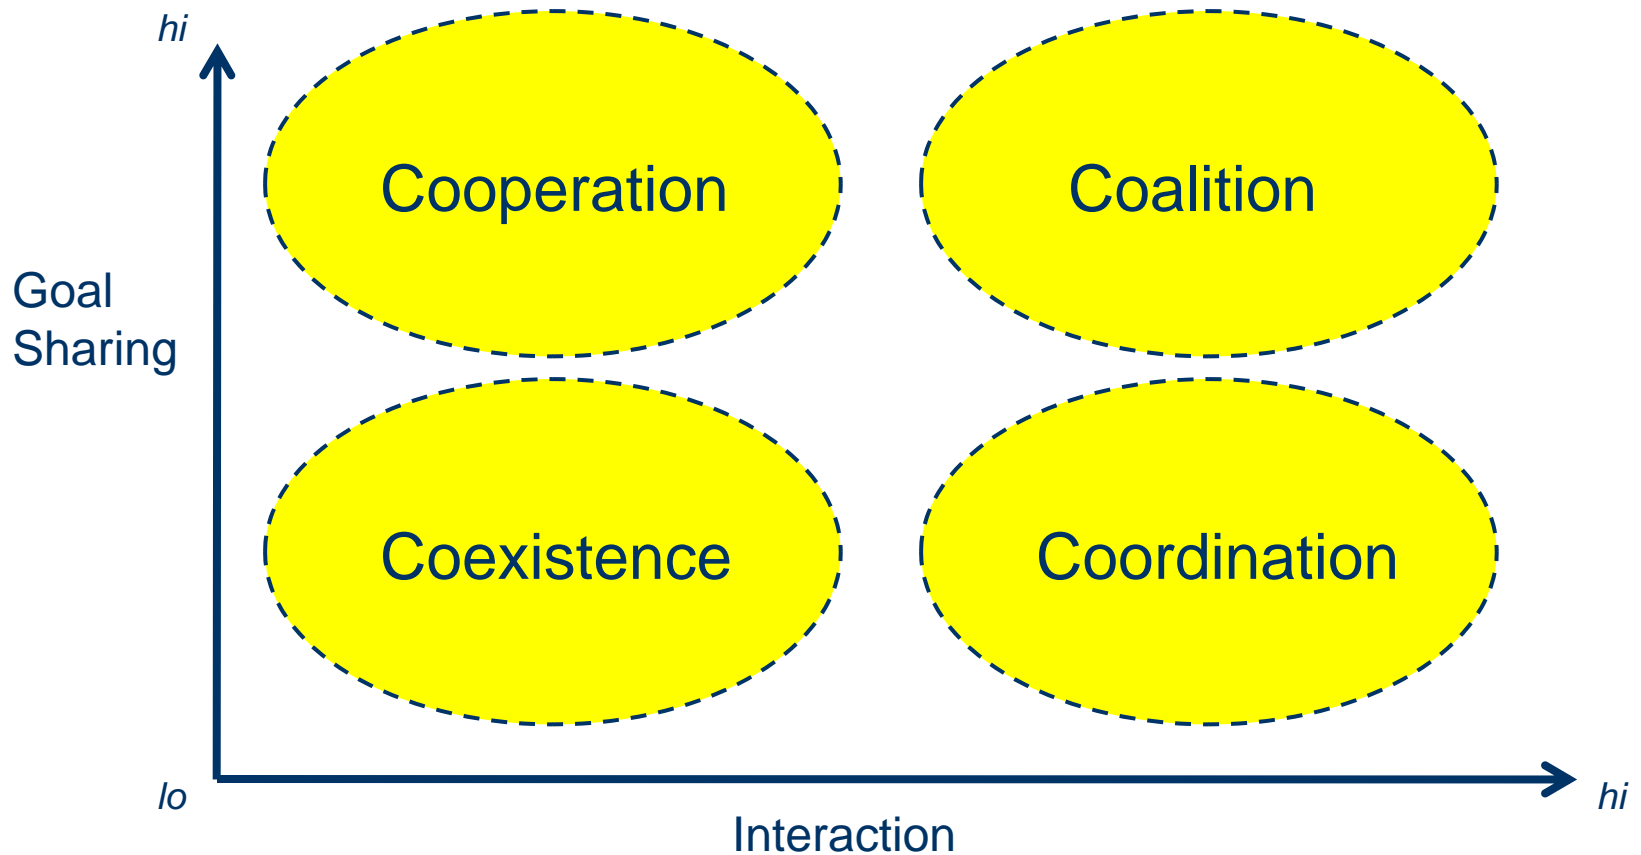 hi
Cooperation
Coalition
Goal
Sharing
Coexistence
Coordination
lo
hi
Interaction